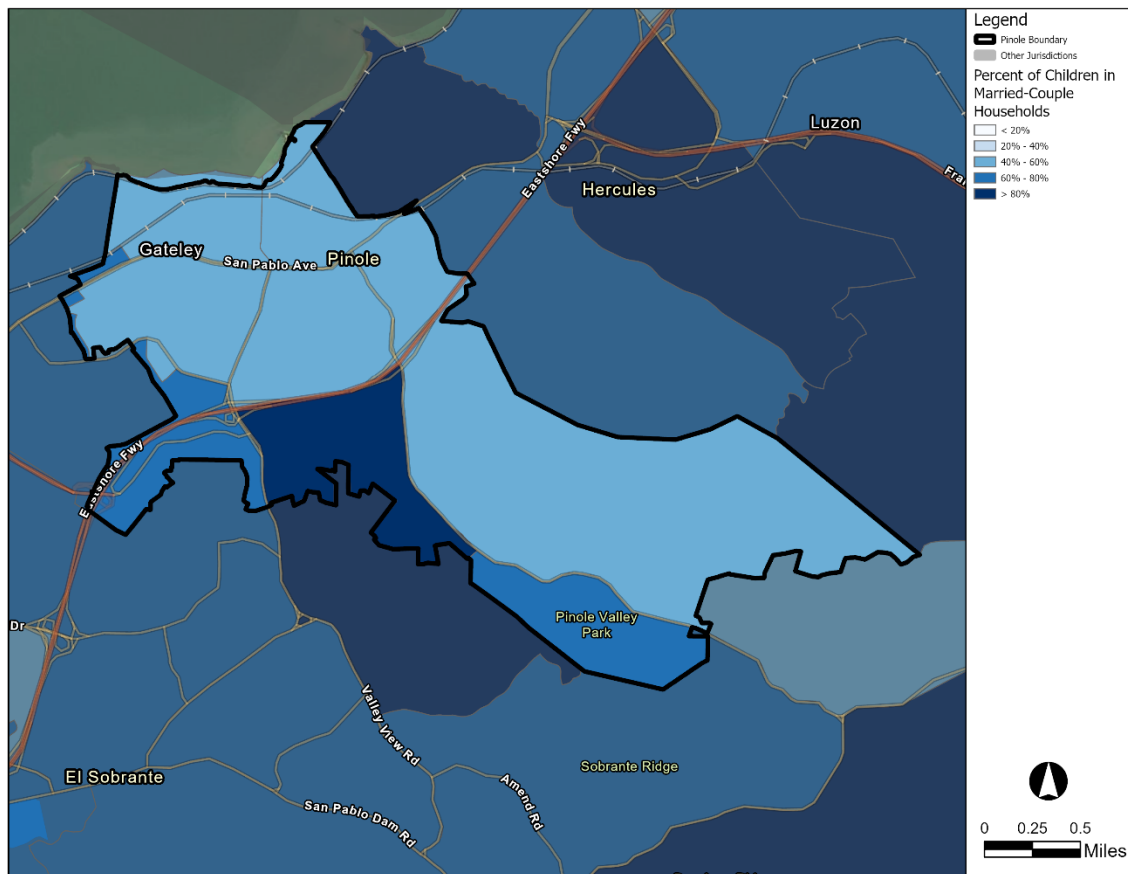 Legend
Pinole Boundary
Other Jurisdictions
Percent of Children in
Married-Couple
Households
< 20%
20% - 40%
40% - 60%
60% - 80%
> 80%
Luzon
Eastshore Fwy
Hercules
Gateley
San Pablo Ave
Pinole
Eastshore Fwy
Pinole Valley
Park
Dr
Valley View Rd
Sobrante Ridge
El Sobrante
Amend Rd
San Pablo Dam Rd
0 0.25 0.5
Miles